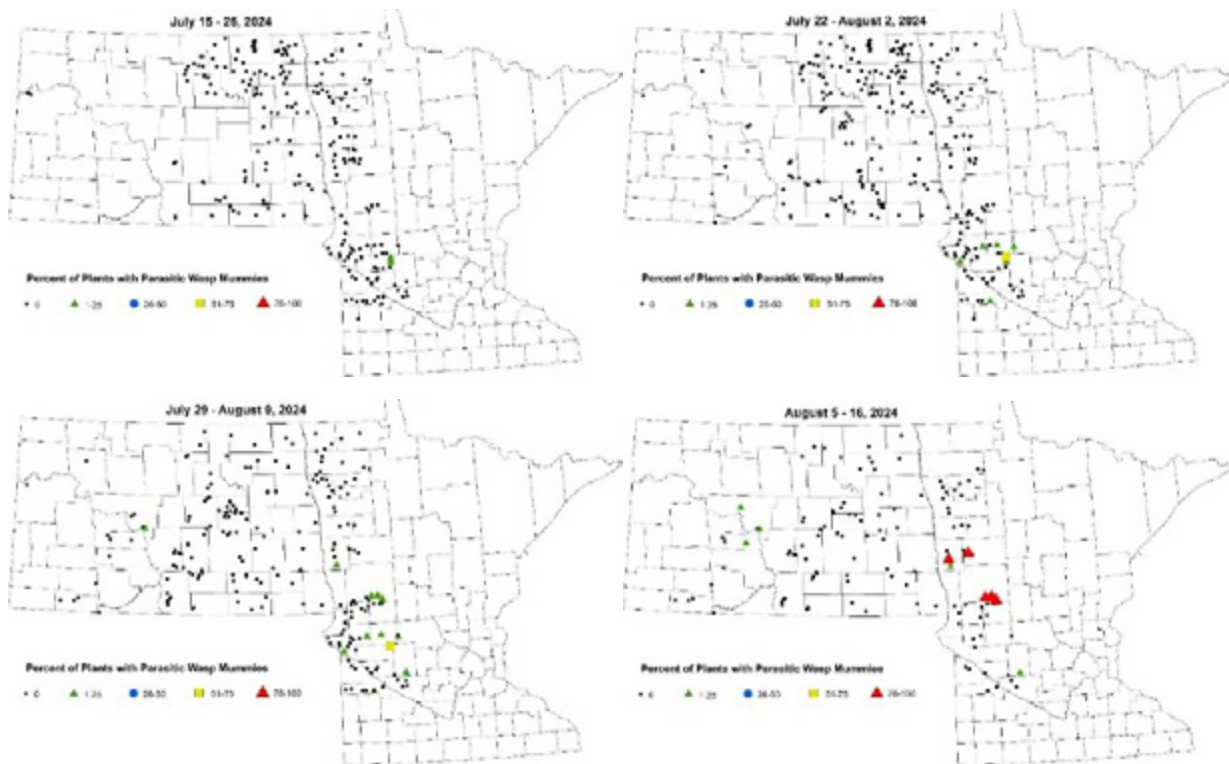 July 15 - 26, 2024
Percent of Plants with Parasitic Wasp Mummies
0 1-25 26-50 51-75 76-100
July 22 - August 2, 2024
Percent of Plants with Parasitic Wasp Mummies
0 1-25 26-50 51-75 76-100
July 29 - August 9, 2024
Percent of Plants with Parasitic Wasp Mummies
0 1-25 26-50 51-75 76-100
August 5 - 16, 2024
Percent of Plants with Parasitic Wasp Mummies
0 1-25 26-50 51-75 76-100